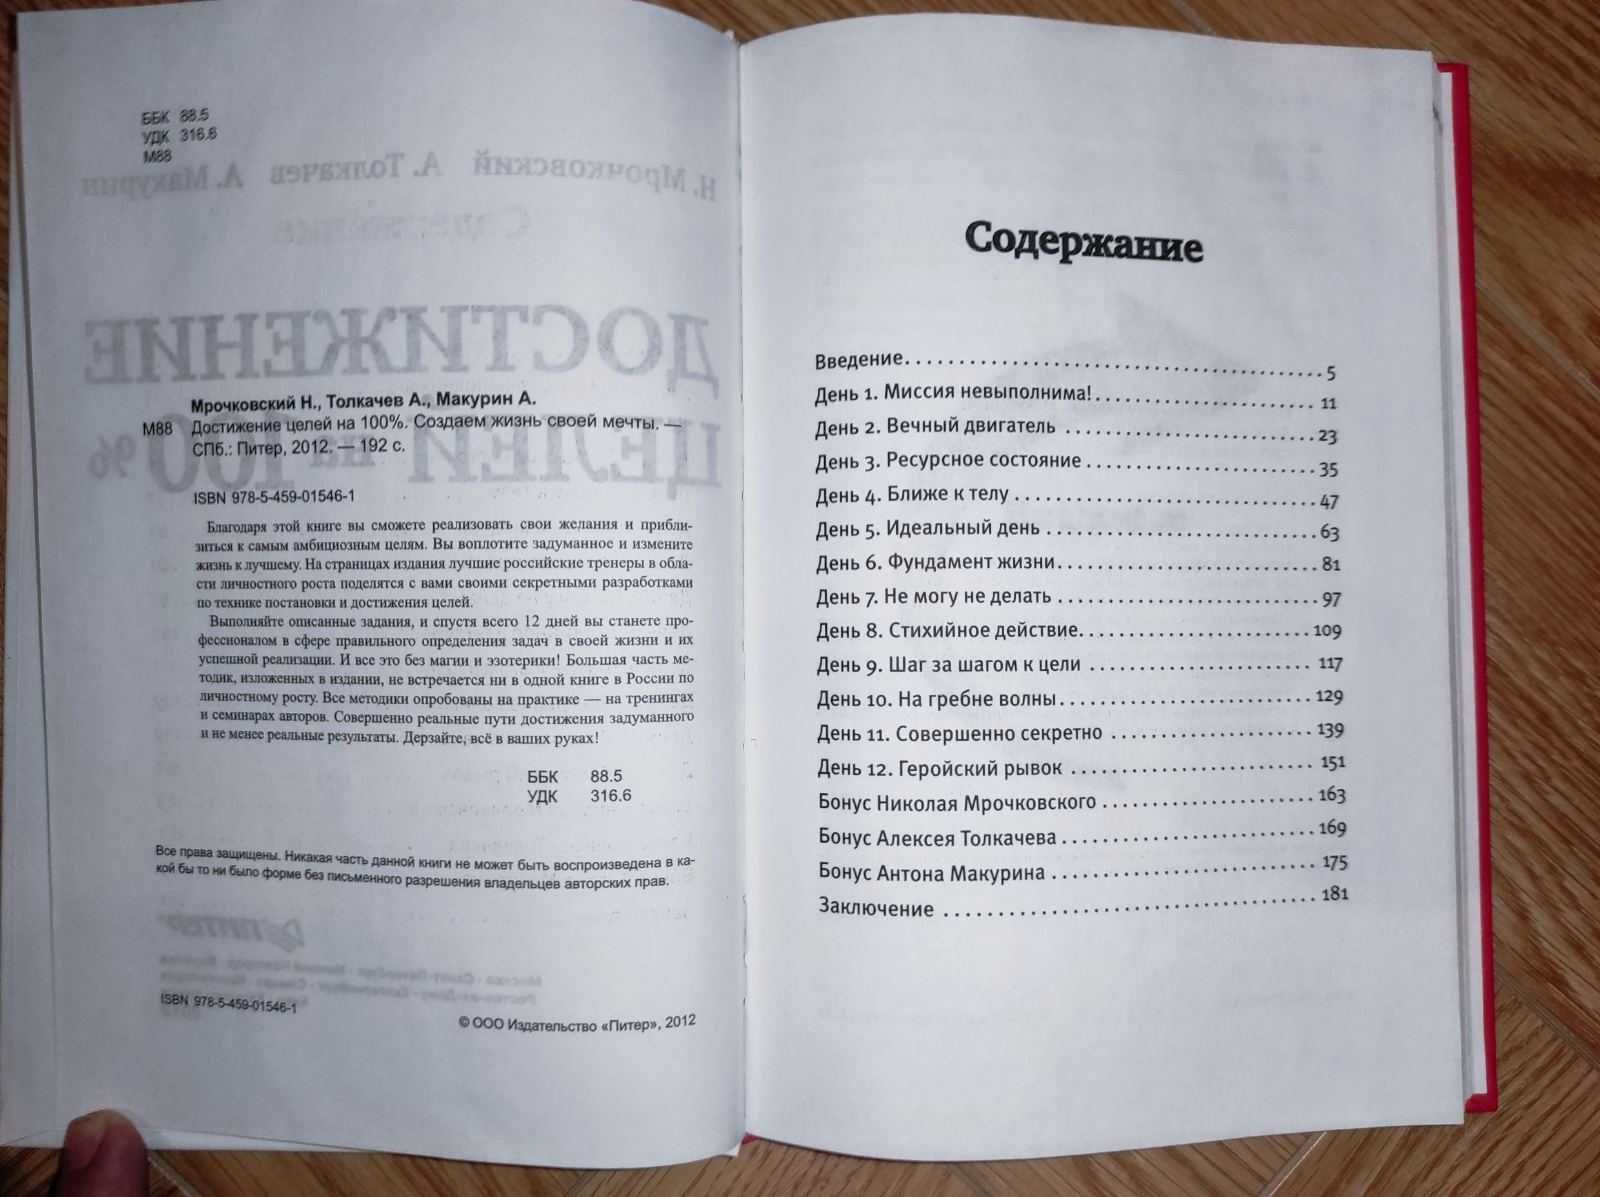 ББК 88.5
УДК 316.6
М88
Н. Мрочковский А. Толкачев А. Макурин
Содержание
ДОСТИЖЕНИЕ
ЦЕЛЕЙ на 100%
Мрочковский Н., Толкачев А., Макурин А.
М88 Достижение целей на 100%. Создаем жизнь своей мечты. —
СПб.: Питер, 2012. — 192 с.
ISBN 978-5-459-01546-1
Благодаря этой книге вы сможете реализовать свои желания и прибли-
зиться к самым амбициозным целям. Вы воплотите задуманное и измените
жизнь к лучшему. На страницах издания лучшие российские тренеры в обла-
сти личностного роста поделятся с вами своими секретными разработками
по технике постановки и достижения целей.
Выполняйте описанные задания, и спустя всего 12 дней вы станете про-
фессионалом в сфере правильного определения задач в своей жизни и их
успешной реализации. И все это без магии и эзотерики! Большая часть ме-
тодик, изложенных в издании, не встречается ни в одной книге в России по
личностному росту. Все методики опробованы на практике — на тренингах
и семинарах авторов. Совершенно реальные пути достижения задуманного
и не менее реальные результаты. Дерзайте, всё в ваших руках!
ББК 88.5
УДК 316.6
Все права защищены. Никакая часть данной книги не может быть воспроизведена в ка-
кой бы то ни было форме без письменного разрешения владельцев авторских прав.
ПИТЕР
ISBN 978-5-459-01546-1
© ООО Издательство «Питер», 2012
Содержание
Введение. . . . . . . . . . . . . . . . . . . . . . . . . . 5
День 1. Миссия невыполнима!. . . . . . . . . . . . . . . . 11
День 2. Вечный двигатель . . . . . . . . . . . . . . . . . 23
День 3. Ресурсное состояние . . . . . . . . . . . . . . . . 35
День 4. Ближе к телу . . . . . . . . . . . . . . . . . . . 47
День 5. Идеальный день . . . . . . . . . . . . . . . . . . 63
День 6. Фундамент жизни. . . . . . . . . . . . . . . . . . 81
День 7. Не могу не делать . . . . . . . . . . . . . . . . . 97
День 8. Стихийное действие. . . . . . . . . . . . . . . . . 109
День 9. Шаг за шагом к цели . . . . . . . . . . . . . . . . 117
День 10. На гребне волны. . . . . . . . . . . . . . . . . . 129
День 11. Совершенно секретно . . . . . . . . . . . . . . . 139
День 12. Геройский рывок . . . . . . . . . . . . . . . . . 151
Бонус Николая Мрочковского . . . . . . . . . . . . . . . . 163
Бонус Алексея Толкачева . . . . . . . . . . . . . . . . . . 169
Бонус Антона Макурина . . . . . . . . . . . . . . . . . . 175
Заключение . . . . . . . . . . . . . . . . . . . . . . . . 181